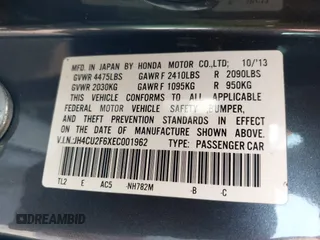 MFD. IN JAPAN BY HONDA MOTOR CO.,LTD; 10/'13
GVWR 4475LBS GAWR F 2410LBS R 2090LBS
GVWR 2030KG GAWR F 1095KG R 950KG
THIS VEHICLE CONFORMS TO ALL APPLICABLE
FEDERAL MOTOR VEHICLE SAFETY, BUMPER,
AND THEFT PREVENTION STANDARDS IN EFFECT ON
THE DATE OF MANUFACTURE SHOWN ABOVE.
V.I.N.:JH4CU2F6XEC001962 TYPE: PASSENGER CAR
TL2 E AC5 -NH782M -B -C
DREAMBID